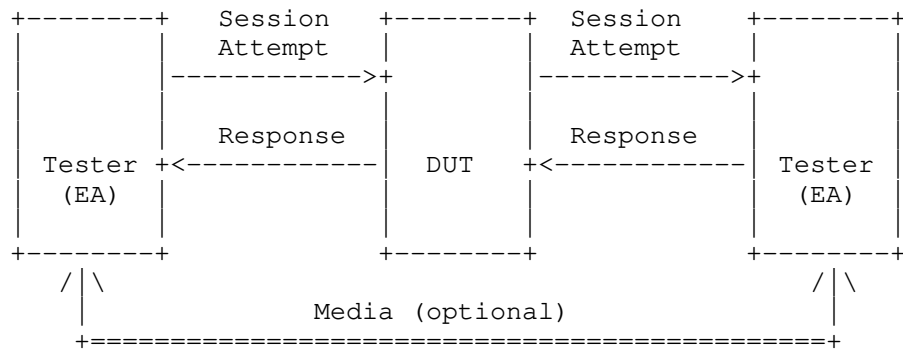 Session Session
Attempt Attempt
Response Response
Tester DUT Tester
(EA) (EA)
Media (optional)